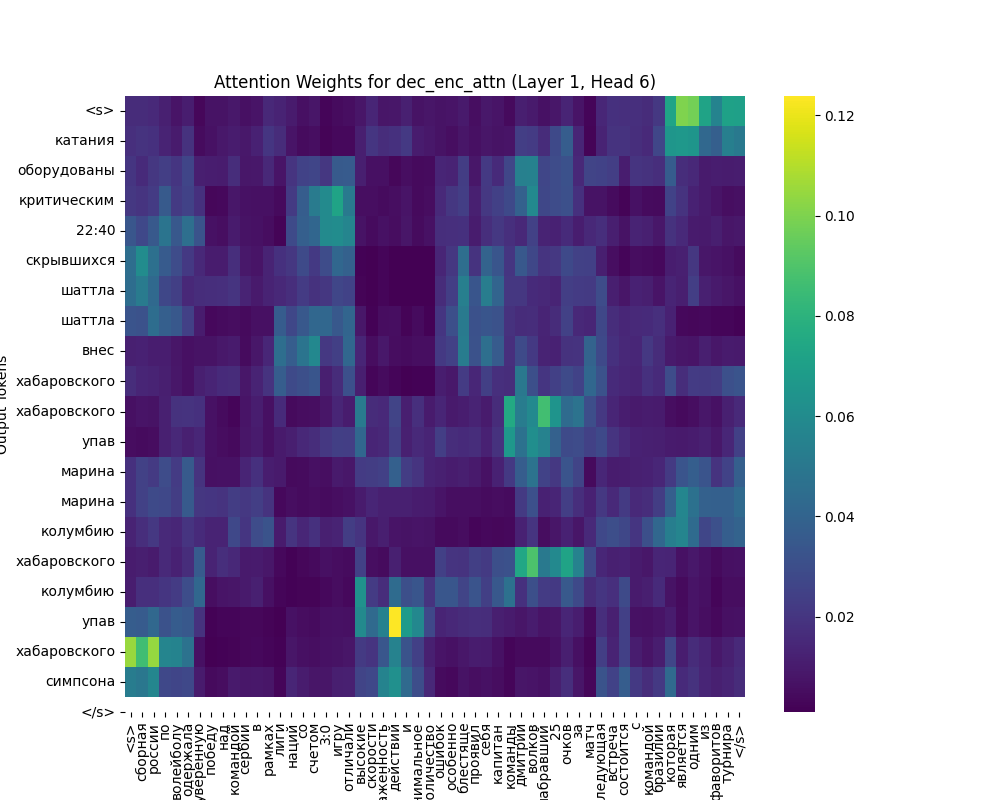 Attention Weights for dec_enc_attn (Layer 1, Head 6)
Output Tokens
<s>
катания
оборудованы
критическим
22:40
скрывшихся
шаттла
шаттла
внес
хабаровского
хабаровского
упав
марина
марина
колумбию
хабаровского
колумбию
упав
хабаровского
симпсона
</s>
<s>
сборная
россии
по
волейболу
одержала
уверенную
победу
над
командой
сербии
в
рамках
лиги
наций
со
счетом
3:0
игру
отличали
высокие
скорости
аженность
действий
и
нимальное
оличество
ошибок
особенно
блестяще
проявил
себя
капитан
команды
дмитрий
волков
набравший
25
очков
за
матч
ледующая
встреча
состоится
с
командой
бразилии
которая
является
одним
из
фаворитов
турнира
</s>
0.12
0.10
0.08
0.06
0.04
0.02